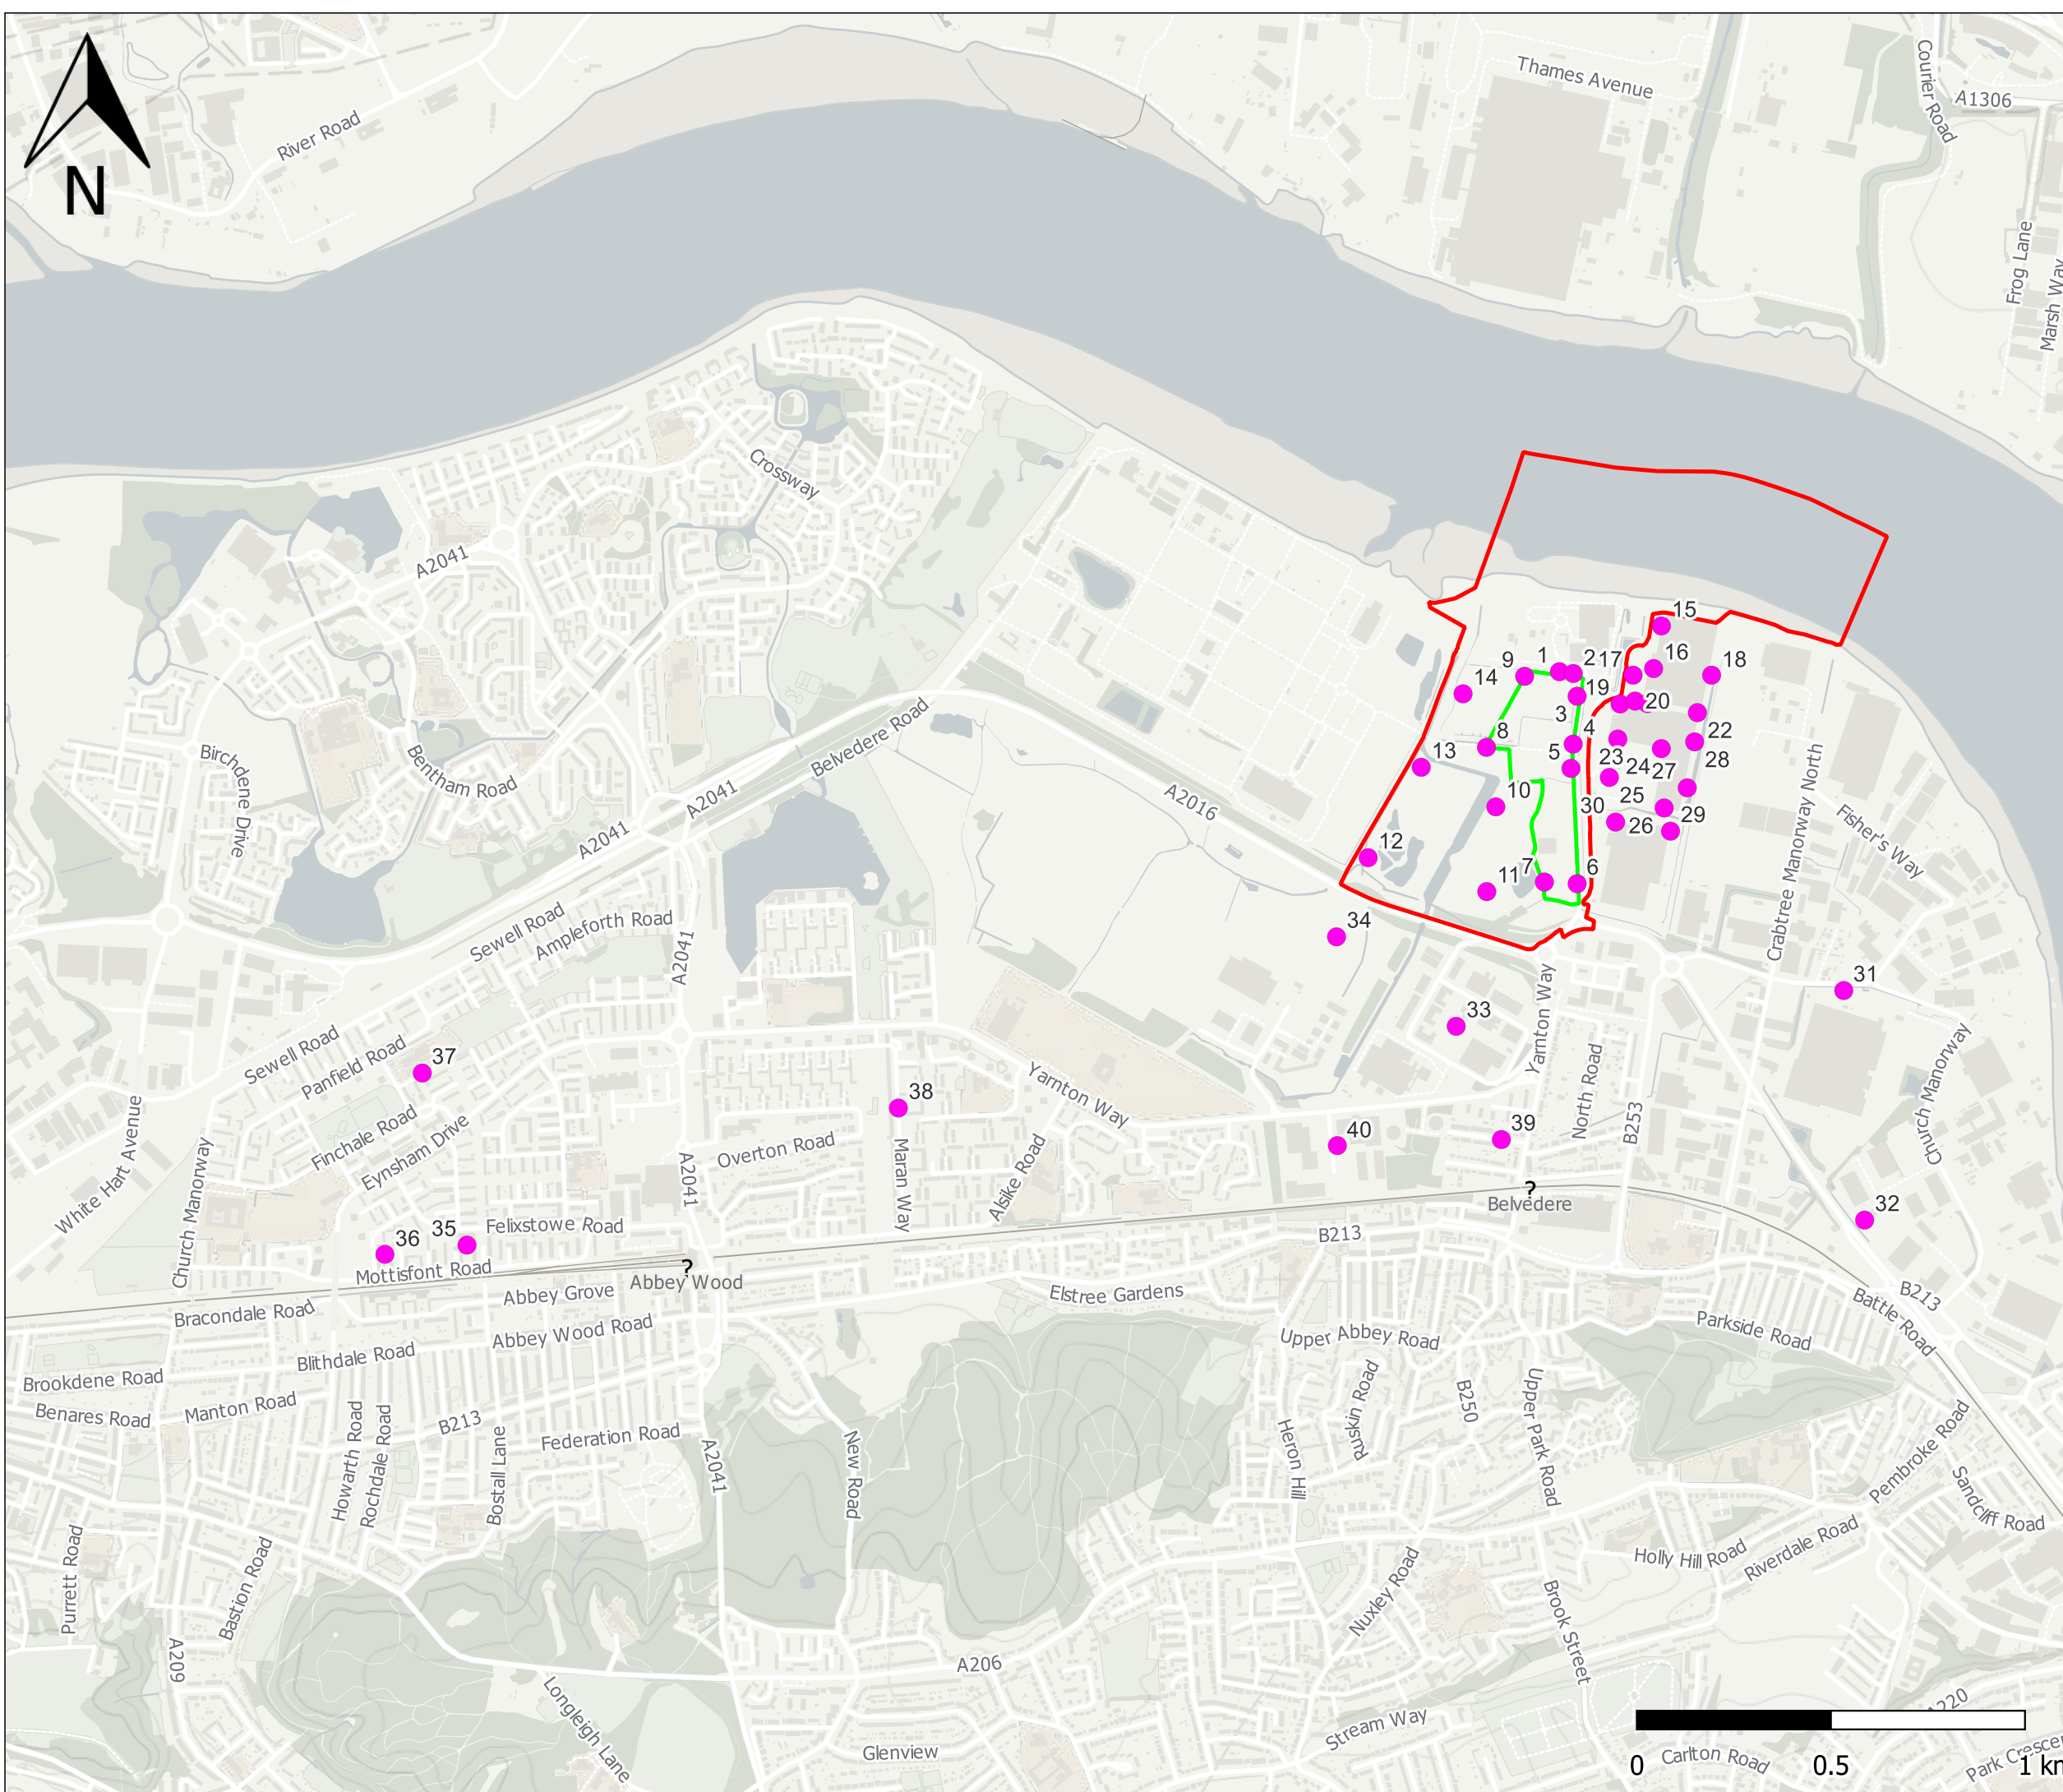 River Road
Thames Avenue
Courier Road
A1306
Frog Lane
Marsh Way
N
Crossway
A2041
15
1
2
17
16
18
9
14
19
3
20
4
8
22
5
13
23
24
27
28
10
25
30
26
29
12
7
6
11
34
Birchdene Drive
Bentham Road
Belvedere Road
A2041
A2041
A2016
Crabtree Manorway North
Fisher's Way
Sewell Road
Ampleforth Road
A2041
31
Yarnton Way
33
Sewell Road
Panfield Road
37
North Road
Church Manorway
38
Yarnton Way
White Hart Avenue
Finchale Road
Eynsham Drive
Church Manorway
Overton Road
Maran Way
Alsike Road
A2041
B253
40
39
?
Belvedere
32
36
35
Felixstowe Road
B213
Mottisfont Road
?
Abbey Wood
Abbey Grove
Elstree Gardens
Bracondale Road
B213
Battle Road
Abbey Wood Road
Upper Abbey Road
Parkside Road
Blithdale Road
Brookdene Road
Benares Road
Manton Road
Howarth Road
Rochdale Road
B213
Bostall Lane
Federation Road
A2041
New Road
Heron Hill
Ruskin Road
B250
Upper Park Road
Pembroke Road
Sandcliff Road
Purrett Road
Bastion Road
A209
Nuxley Road
Holly Hill Road
Riverdale Road
Brook Street
A206
Longleigh Lane
Glenview
Stream Way
Carlton Road
0
0.5